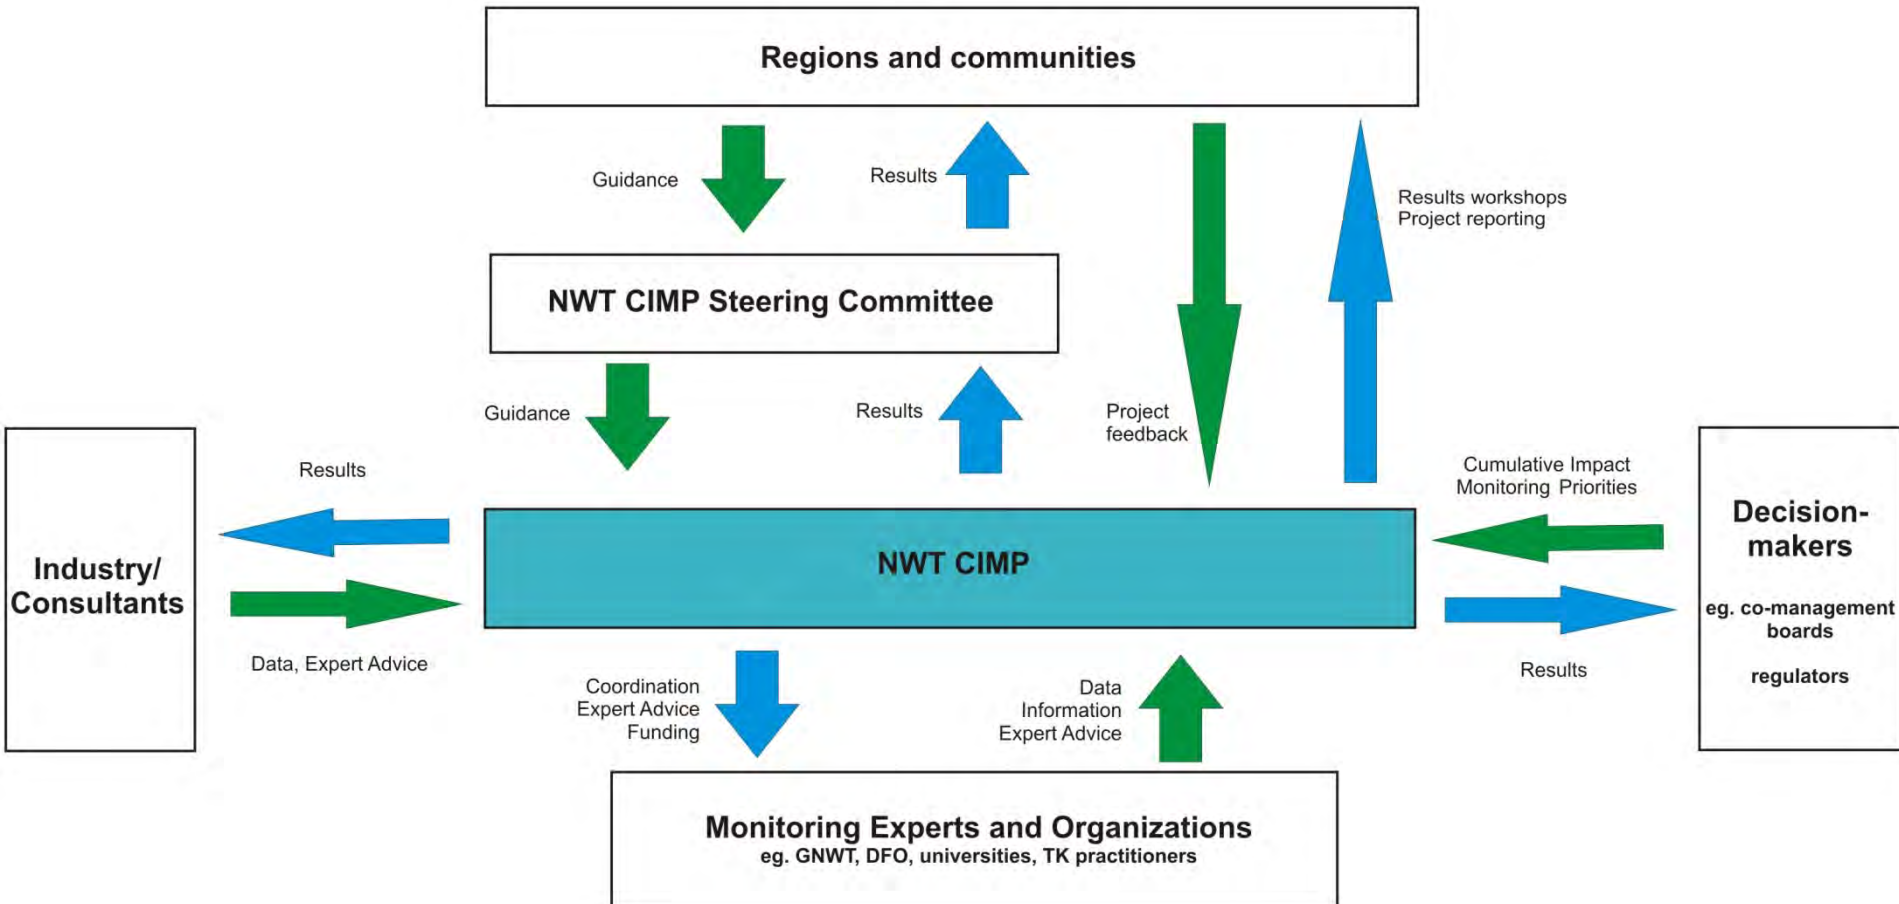 Regions and communities
Guidance
Results
Results workshops
Project reporting
NWT CIMP Steering Committee
Guidance
Results
Project
feedback
Results
Cumulative Impact
Monitoring Priorities
Industry/
Consultants
NWT CIMP
Decision-
makers
eg. co-management
boards
regulators
Data, Expert Advice
Results
Coordination
Expert Advice
Funding
Data
Information
Expert Advice
Monitoring Experts and Organizations
eg. GNWT, DFO, universities, TK practitioners